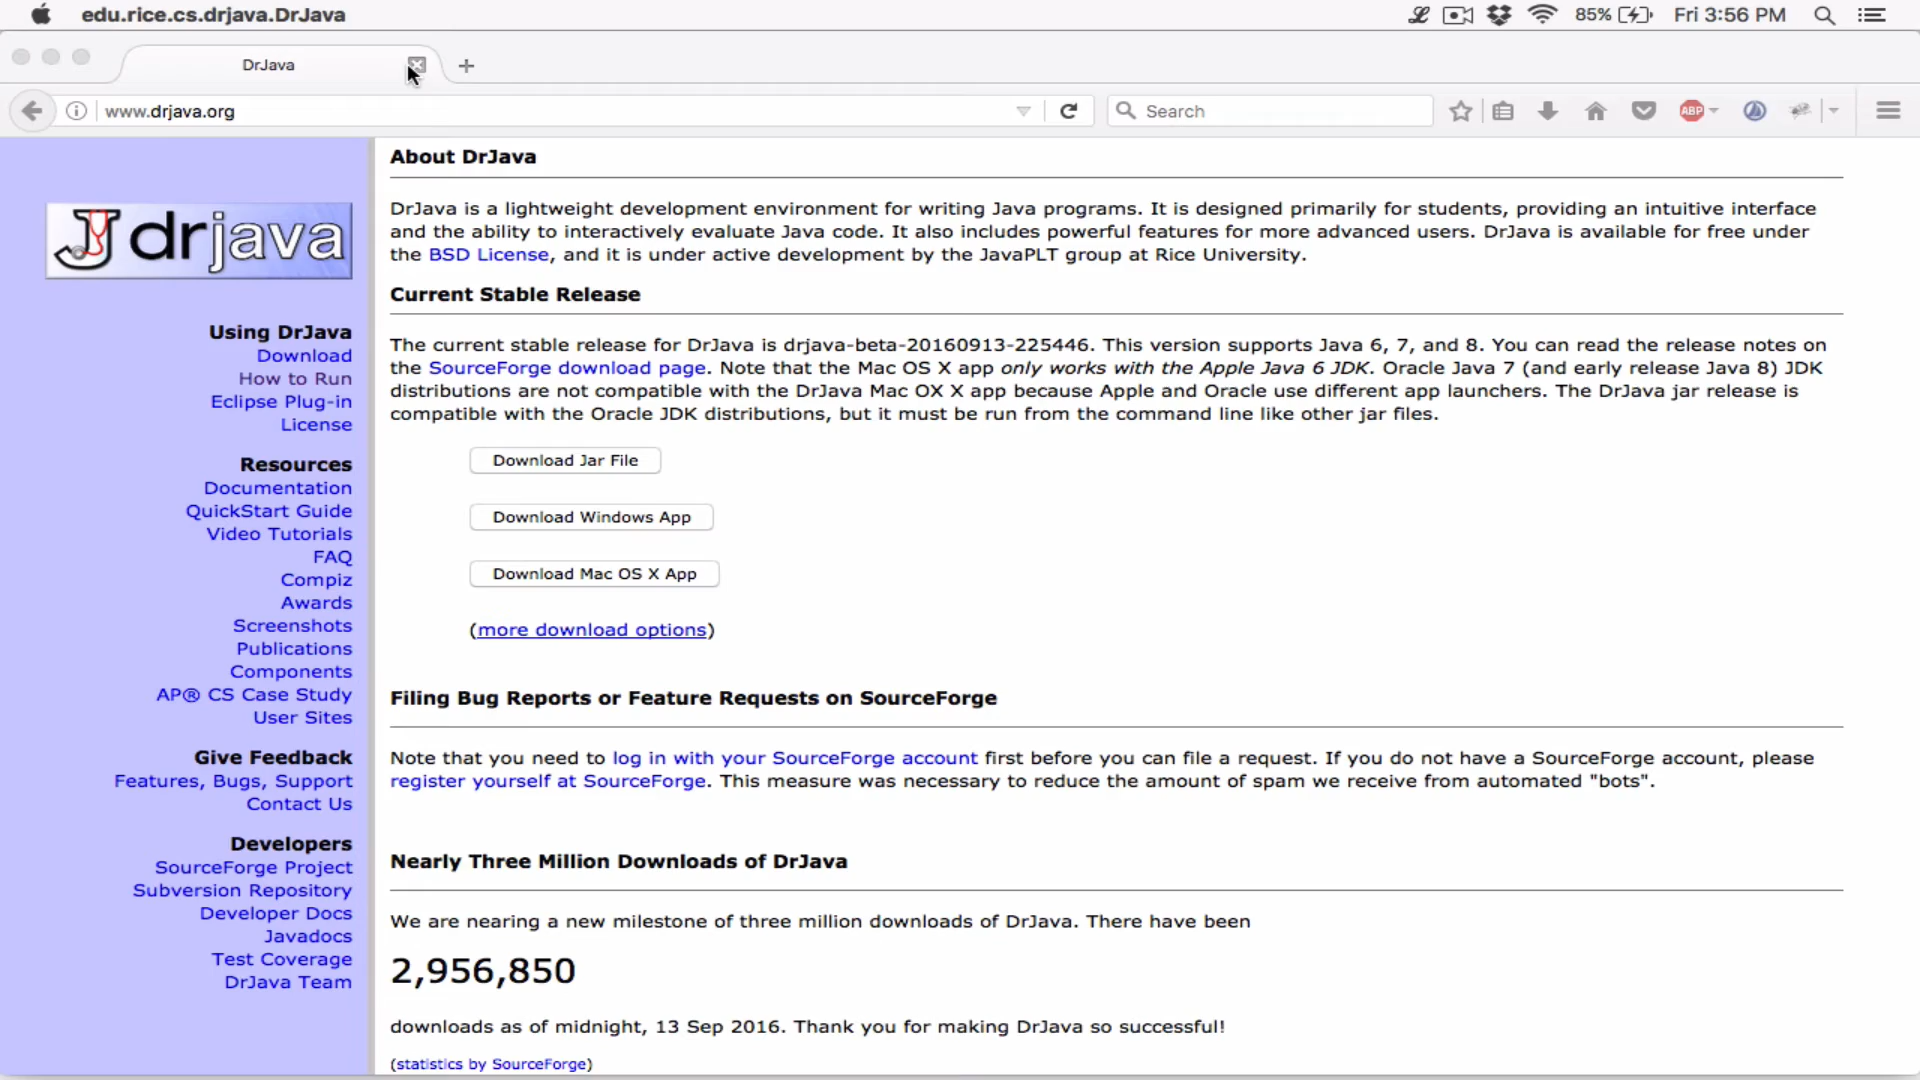 edu.rice.cs.drjava.DrJava
85%
Fri 3:56 PM
DrJava
www.drjava.org
Search
ABP
drjava
Using DrJava
Download
How to Run
Eclipse Plug-in
License
Resources
Documentation
QuickStart Guide
Video Tutorials
FAQ
Compiz
Awards
Screenshots
Publications
Components
AP® CS Case Study
User Sites
Give Feedback
Features, Bugs, Support
Contact Us
Developers
SourceForge Project
Subversion Repository
Developer Docs
Javadocs
Test Coverage
DrJava Team
About DrJava
DrJava is a lightweight development environment for writing Java programs. It is designed primarily for students, providing an intuitive interface
and the ability to interactively evaluate Java code. It also includes powerful features for more advanced users. DrJava is available for free under
the BSD License, and it is under active development by the JavaPLT group at Rice University.
Current Stable Release
The current stable release for DrJava is drjava-beta-20160913-225446. This version supports Java 6, 7, and 8. You can read the release notes on
the SourceForge download page. Note that the Mac OS X app only works with the Apple Java 6 JDK. Oracle Java 7 (and early release Java 8) JDK
distributions are not compatible with the DrJava Mac OX X app because Apple and Oracle use different app launchers. The DrJava jar release is
compatible with the Oracle JDK distributions, but it must be run from the command line like other jar files.
Download Jar File
Download Windows App
Download Mac OS X App
(more download options)
Filing Bug Reports or Feature Requests on SourceForge
Note that you need to log in with your SourceForge account first before you can file a request. If you do not have a SourceForge account, please
register yourself at SourceForge. This measure was necessary to reduce the amount of spam we receive from automated "bots".
Nearly Three Million Downloads of DrJava
We are nearing a new milestone of three million downloads of DrJava. There have been
2,956,850
downloads as of midnight, 13 Sep 2016. Thank you for making DrJava so successful!
(statistics by SourceForge)